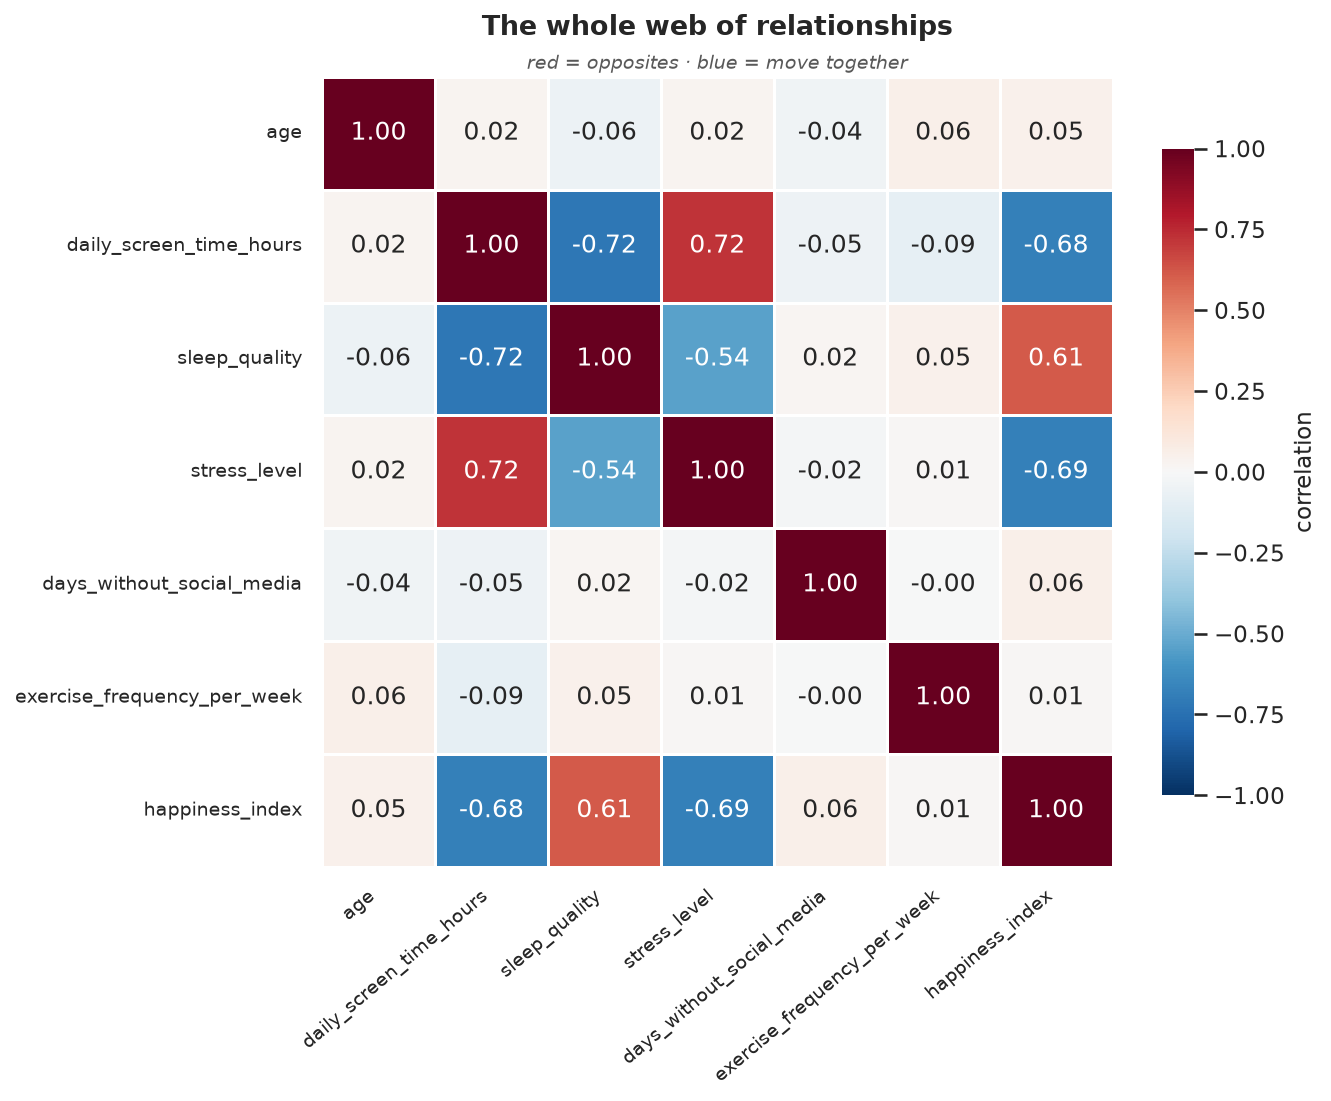 The whole web of relationships
red = opposites · blue = move together
age 1.00 0.02 -0.06 0.02 -0.04 0.06 0.05
daily_screen_time_hours 0.02 1.00 -0.72 0.72 -0.05 -0.09 -0.68
sleep_quality -0.06 -0.72 1.00 -0.54 0.02 0.05 0.61
stress_level 0.02 0.72 -0.54 1.00 -0.02 0.01 -0.69
days_without_social_media -0.04 -0.05 0.02 -0.02 1.00 -0.00 0.06
exercise_frequency_per_week 0.06 -0.09 0.05 0.01 -0.00 1.00 0.01
happiness_index 0.05 -0.68 0.61 -0.69 0.06 0.01 1.00
age
daily_screen_time_hours
sleep_quality
stress_level
days_without_social_media
exercise_frequency_per_week
happiness_index
1.00
0.75
0.50
0.25
0.00
−0.25
−0.50
−0.75
−1.00
correlation